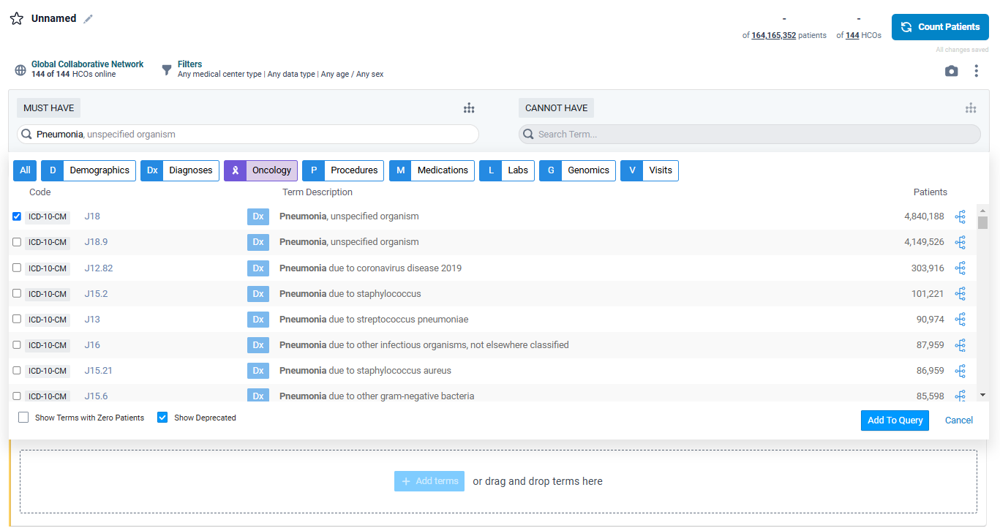 Unnamed
- -
of 164,165,352 patients of 144 HCOs
Count Patients
All changes saved
Global Collaborative Network
144 of 144 HCOs online
Filters
Any medical center type | Any data type | Any age / Any sex
MUST HAVE
CANNOT HAVE
Pneumonia, unspecified organism
Search Term...
All D Demographics Dx Diagnoses Oncology P Procedures M Medications L Labs G Genomics V Visits
Code Term Description Patients
ICD-10-CM J18 Dx Pneumonia, unspecified organism 4,840,188
ICD-10-CM J18.9 Dx Pneumonia, unspecified organism 4,149,526
ICD-10-CM J12.82 Dx Pneumonia due to coronavirus disease 2019 303,916
ICD-10-CM J15.2 Dx Pneumonia due to staphylococcus 101,221
ICD-10-CM J13 Dx Pneumonia due to streptococcus pneumoniae 90,974
ICD-10-CM J16 Dx Pneumonia due to other infectious organisms, not elsewhere classified 87,959
ICD-10-CM J15.21 Dx Pneumonia due to staphylococcus aureus 86,959
ICD-10-CM J15.6 Dx Pneumonia due to other gram-negative bacteria 85,598
Show Terms with Zero Patients Show Deprecated
Add To Query Cancel
+ Add terms or drag and drop terms here